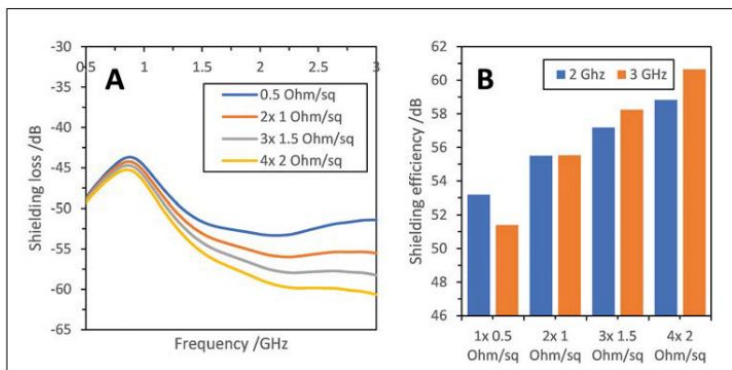 -30
0.5 1 1.5 2 2.5 3
-35
A
-40
0.5 Ohm/sq
2x 1 Ohm/sq
3x 1.5 Ohm/sq
4x 2 Ohm/sq
-45
-50
-55
-60
-65
Shielding loss /dB
Frequency /GHz
62
B
2 Ghz 3 GHz
60
58
56
54
52
50
48
46
Shielding efficiency /dB
1x 0.5 2x 1 3x 1.5 4x 2
Ohm/sq Ohm/sq Ohm/sq Ohm/sq